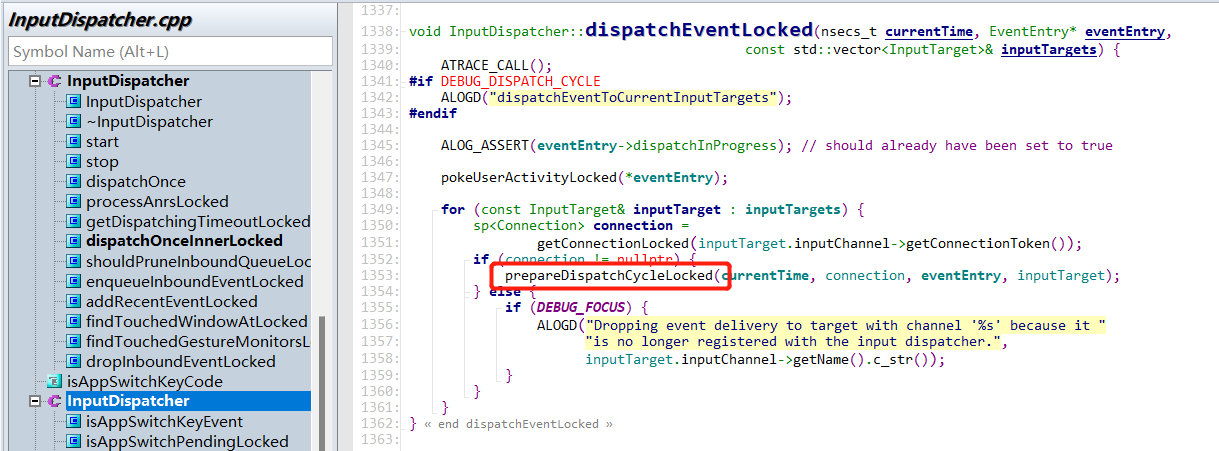 InputDispatcher.cpp
Symbol Name (Alt+L)
InputDispatcher
InputDispatcher
~InputDispatcher
start
stop
dispatchOnce
processAnrsLocked
getDispatchingTimeoutLocked
dispatchOnceInnerLocked
shouldPruneInboundQueueLoc
enqueueInboundEventLocked
addRecentEventLocked
findTouchedWindowAtLocked
findTouchedGestureMonitorsL
dropInboundEventLocked
isAppSwitchKeyCode
InputDispatcher
isAppSwitchKeyEvent
isAppSwitchPendingLocked
1337:
1338: void InputDispatcher::dispatchEventLocked(nsecs_t currentTime, EventEntry* eventEntry,
1339: const std::vector<InputTarget>& inputTargets) {
1340: ATRACE_CALL();
1341: #if DEBUG_DISPATCH_CYCLE
1342: ALOGD("dispatchEventToCurrentInputTargets");
1343: #endif
1344:
1345: ALOG_ASSERT(eventEntry->dispatchInProgress); // should already have been set to true
1346:
1347: pokeUserActivityLocked(*eventEntry);
1348:
1349: for (const InputTarget& inputTarget : inputTargets) {
1350: sp<Connection> connection =
1351: getConnectionLocked(inputTarget.inputChannel->getConnectionToken());
1352: if (connection != nullptr) {
1353: prepareDispatchCycleLocked(currentTime, connection, eventEntry, inputTarget);
1354: } else {
1355: if (DEBUG_FOCUS) {
1356: ALOGD("Dropping event delivery to target with channel '%s' because it "
1357: "is no longer registered with the input dispatcher.",
1358: inputTarget.inputChannel->getName().c_str());
1359: }
1360: }
1361: }
1362: } « end dispatchEventLocked »
1363: